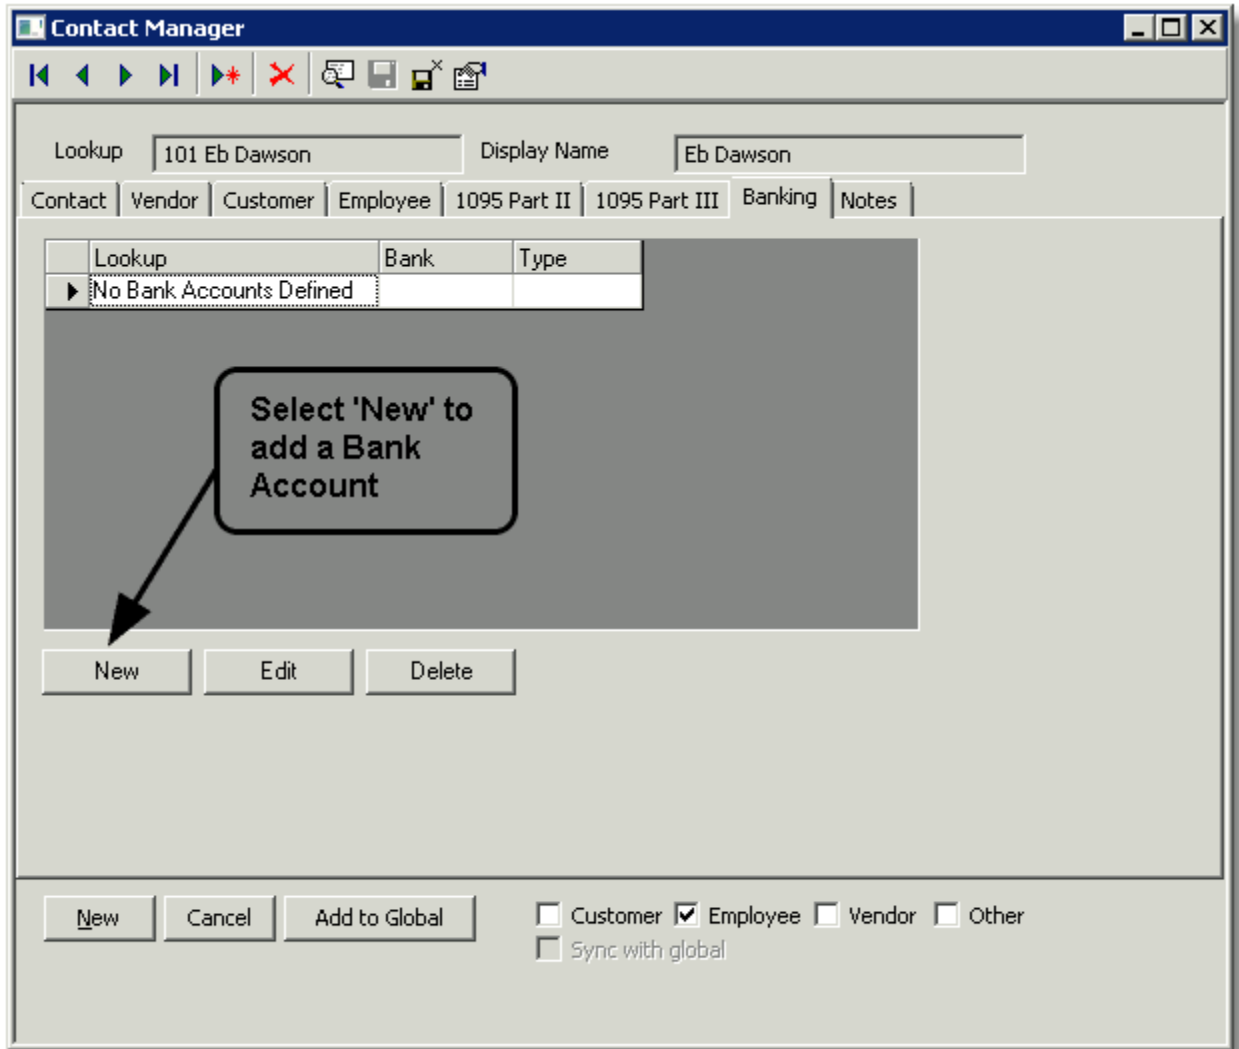 Contact Manager
Lookup 101 Eb Dawson Display Name Eb Dawson
Contact Vendor Customer Employee 1095 Part II 1095 Part III Banking Notes
Lookup Bank Type
No Bank Accounts Defined
Select 'New' to
add a Bank
Account
New Edit Delete
New Cancel Add to Global Customer Employee Vendor Other
Sync with global